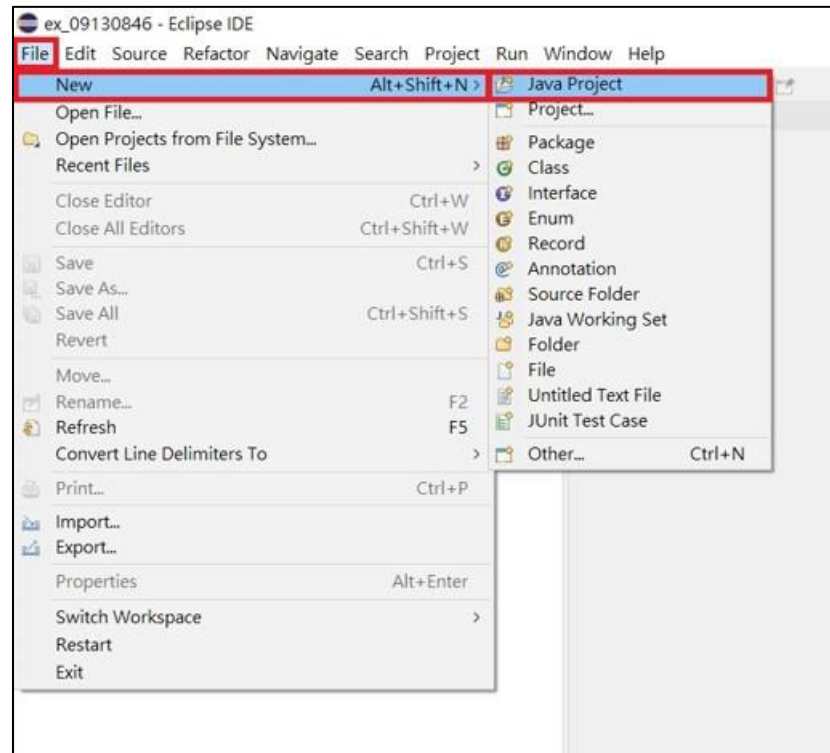 ex_09130846 - Eclipse IDE
File Edit Source Refactor Navigate Search Project Run Window Help
New Alt+Shift+N >
Open File...
Open Projects from File System...
Recent Files >
Close Editor Ctrl+W
Close All Editors Ctrl+Shift+W
Save Ctrl+S
Save As...
Save All Ctrl+Shift+S
Revert
Move...
Rename... F2
Refresh F5
Convert Line Delimiters To >
Print... Ctrl+P
Import...
Export...
Properties Alt+Enter
Switch Workspace >
Restart
Exit
Java Project
Project...
Package
Class
Interface
Enum
Record
Annotation
Source Folder
Java Working Set
Folder
File
Untitled Text File
JUnit Test Case
Other... Ctrl+N